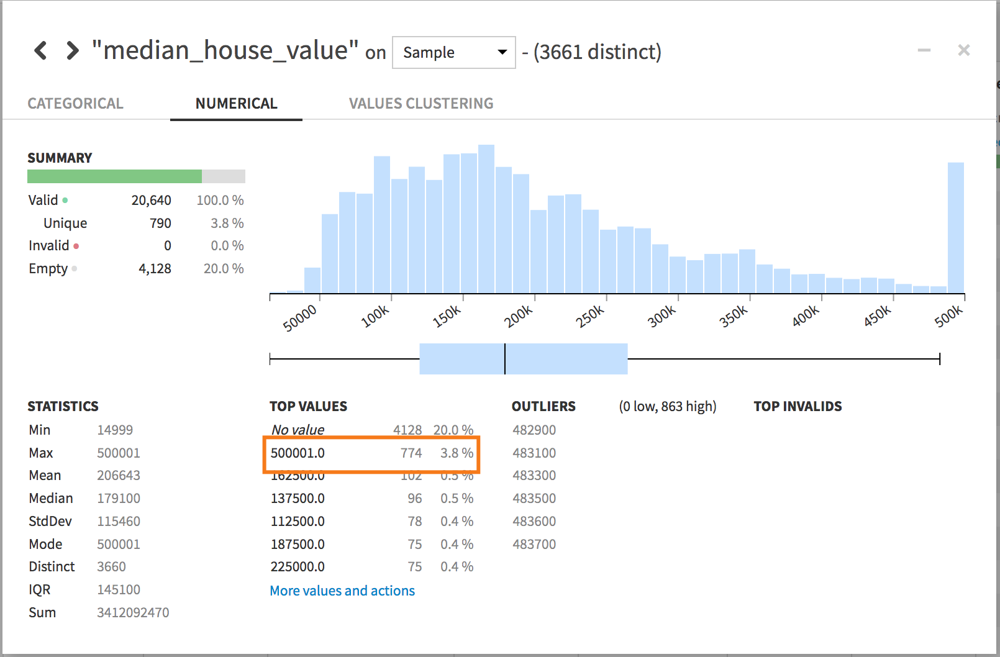 "median_house_value" on Sample - (3661 distinct)
CATEGORICAL NUMERICAL VALUES CLUSTERING
SUMMARY
Valid 20,640 100.0 %
Unique 790 3.8 %
Invalid 0 0.0 %
Empty 4,128 20.0 %
50000 100k 150k 200k 250k 300k 350k 400k 450k 500k
STATISTICS
Min 14999
Max 500001
Mean 206643
Median 179100
StdDev 115460
Mode 500001
Distinct 3660
IQR 145100
Sum 3412092470
TOP VALUES
No value 4128 20.0 %
500001.0 774 3.8 %
162500.0 102 0.5 %
137500.0 96 0.5 %
112500.0 78 0.4 %
187500.0 75 0.4 %
225000.0 75 0.4 %
More values and actions
OUTLIERS (0 low, 863 high)
482900
483100
483300
483500
483600
483700
TOP INVALIDS